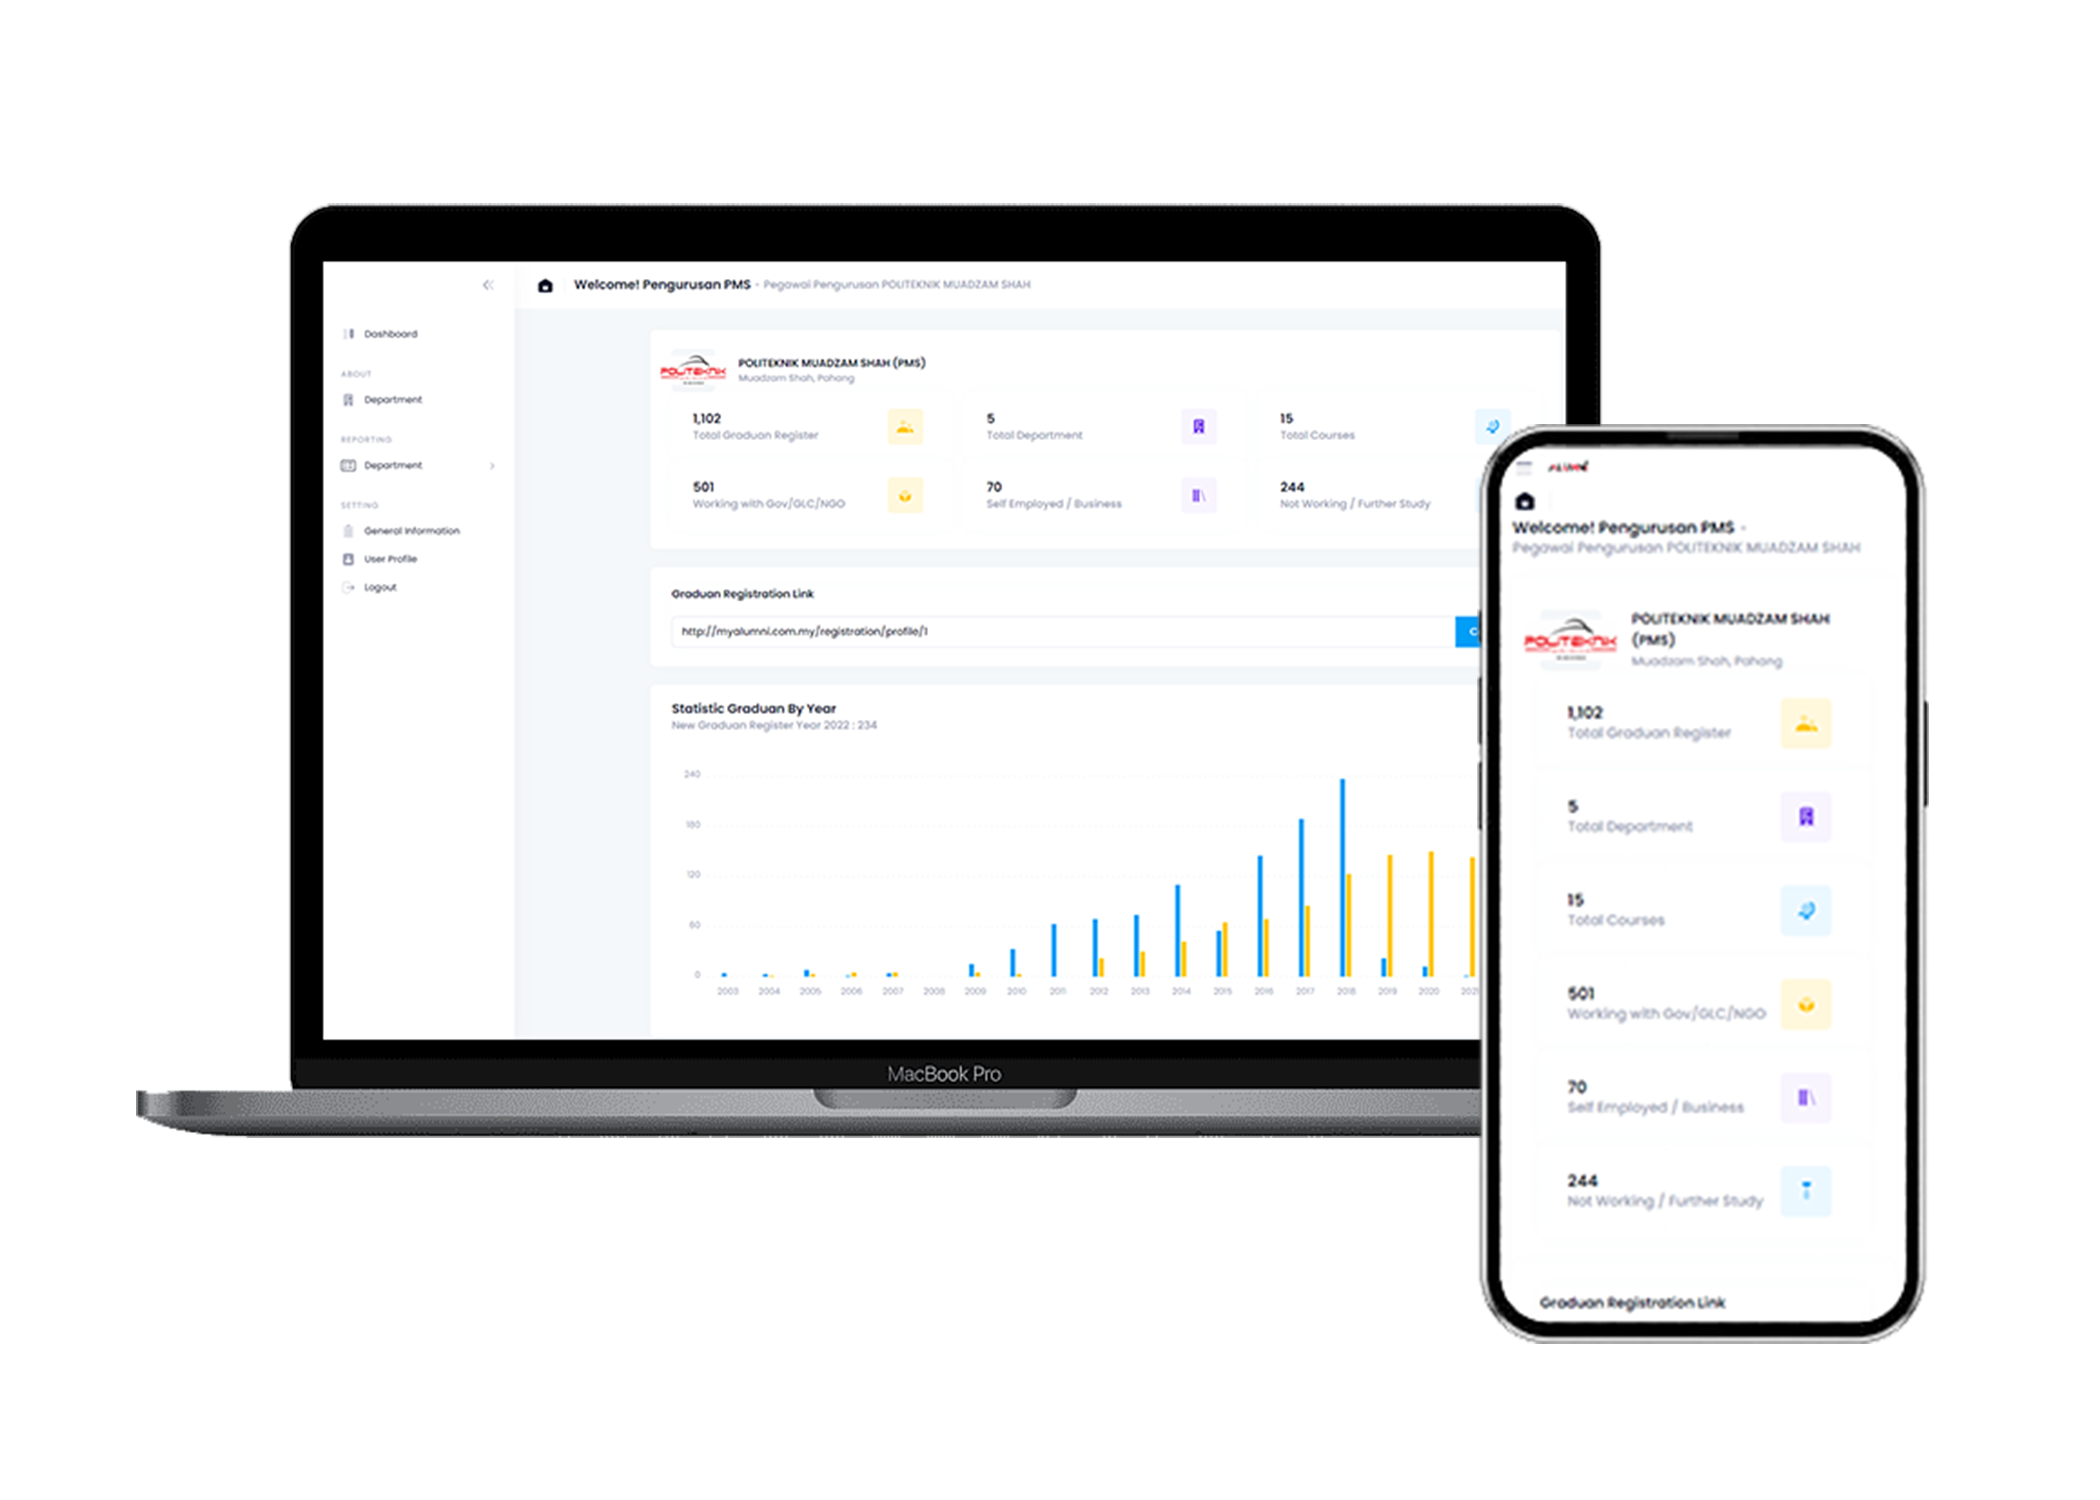 Welcome! Pengurusan PMS - Pegawai Pengurusan POLITEKNIK MUADZAM SHAH
Dashboard
ABOUT
Department
REPORTING
Department
SETTING
General Information
User Profile
Logout
POLITEKNIK
POLITEKNIK MUADZAM SHAH (PMS)
Muadzam Shah, Pahang
1,102
Total Graduan Register
5
Total Department
15
Total Courses
501
Working with Gov/GLC/NGO
70
Self Employed / Business
244
Not Working / Further Study
Graduan Registration Link
http://myalumni.com.my/registration/profile/1
C
Statistic Graduan By Year
New Graduan Register Year 2022 : 234
240
180
120
60
0
2003 2004 2005 2006 2007 2008 2009 2010 2011 2012 2013 2014 2015 2016 2017 2018 2019 2020
MacBook Pro
ALUMNI
Welcome! Pengurusan PMS -
Pegawai Pengurusan POLITEKNIK MUADZAM SHAH
POLITEKNIK
POLITEKNIK MUADZAM SHAH
(PMS)
Muadzam Shah, Pahang
1,102
Total Graduan Register
5
Total Department
15
Total Courses
501
Working with Gov/GLC/NGO
70
Self Employed / Business
244
Not Working / Further Study
Graduan Registration Link